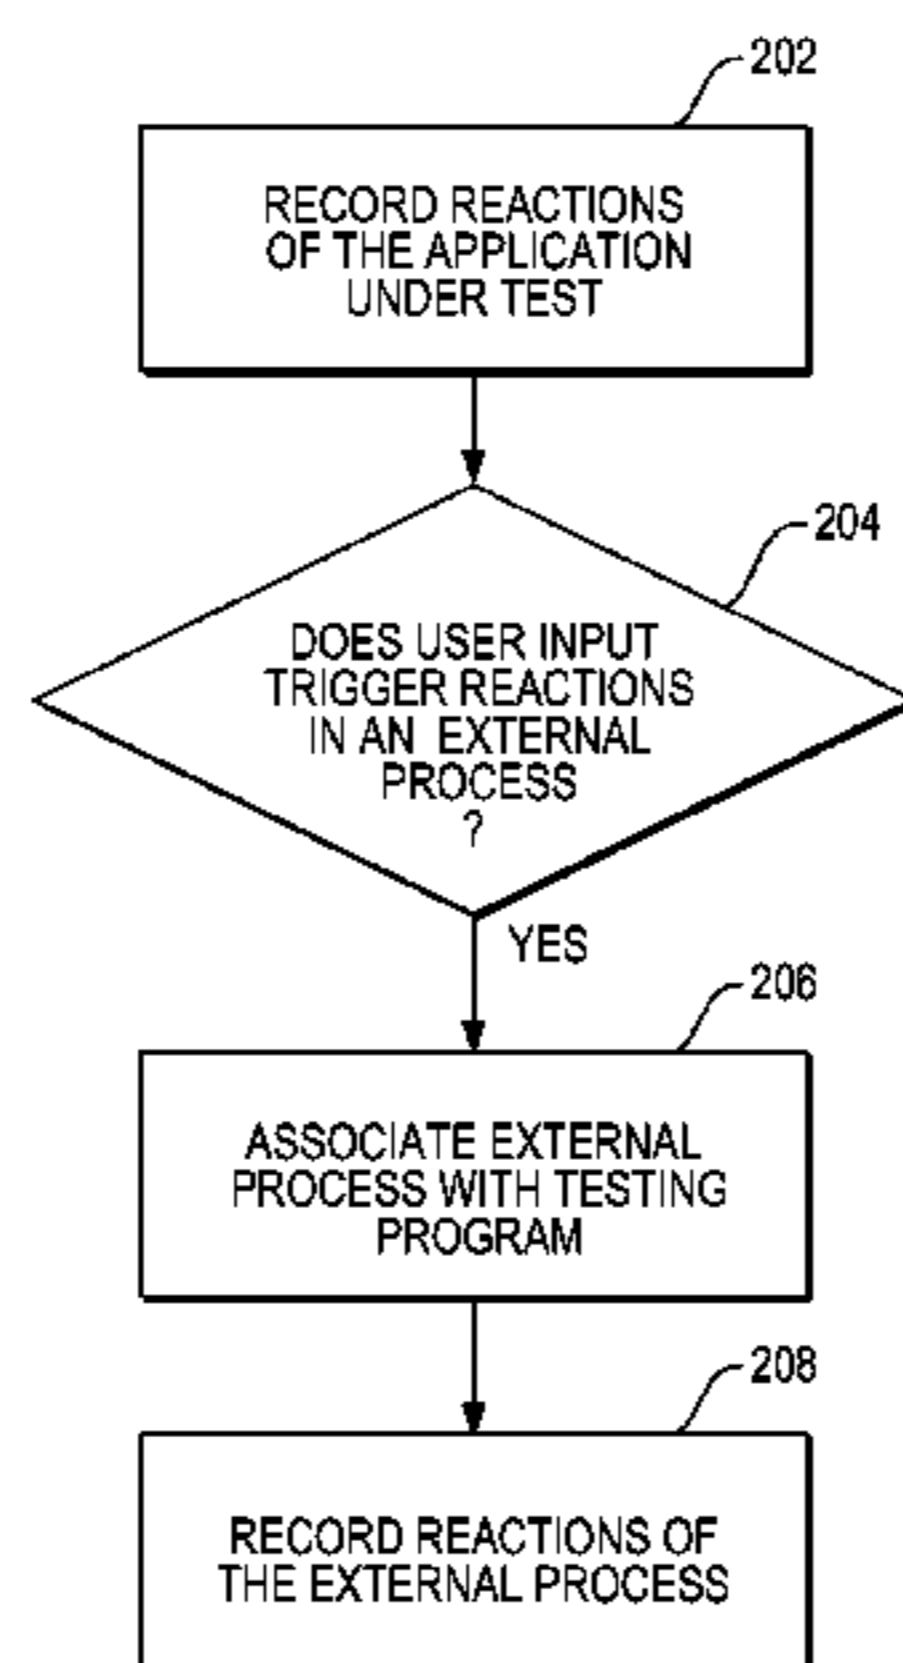 202
RECORD REACTIONS
OF THE APPLICATION
UNDER TEST
204
DOES USER INPUT
TRIGGER REACTIONS
IN AN EXTERNAL
PROCESS
?
YES
206
ASSOCIATE EXTERNAL
PROCESS WITH TESTING
PROGRAM
208
RECORD REACTIONS OF
THE EXTERNAL PROCESS